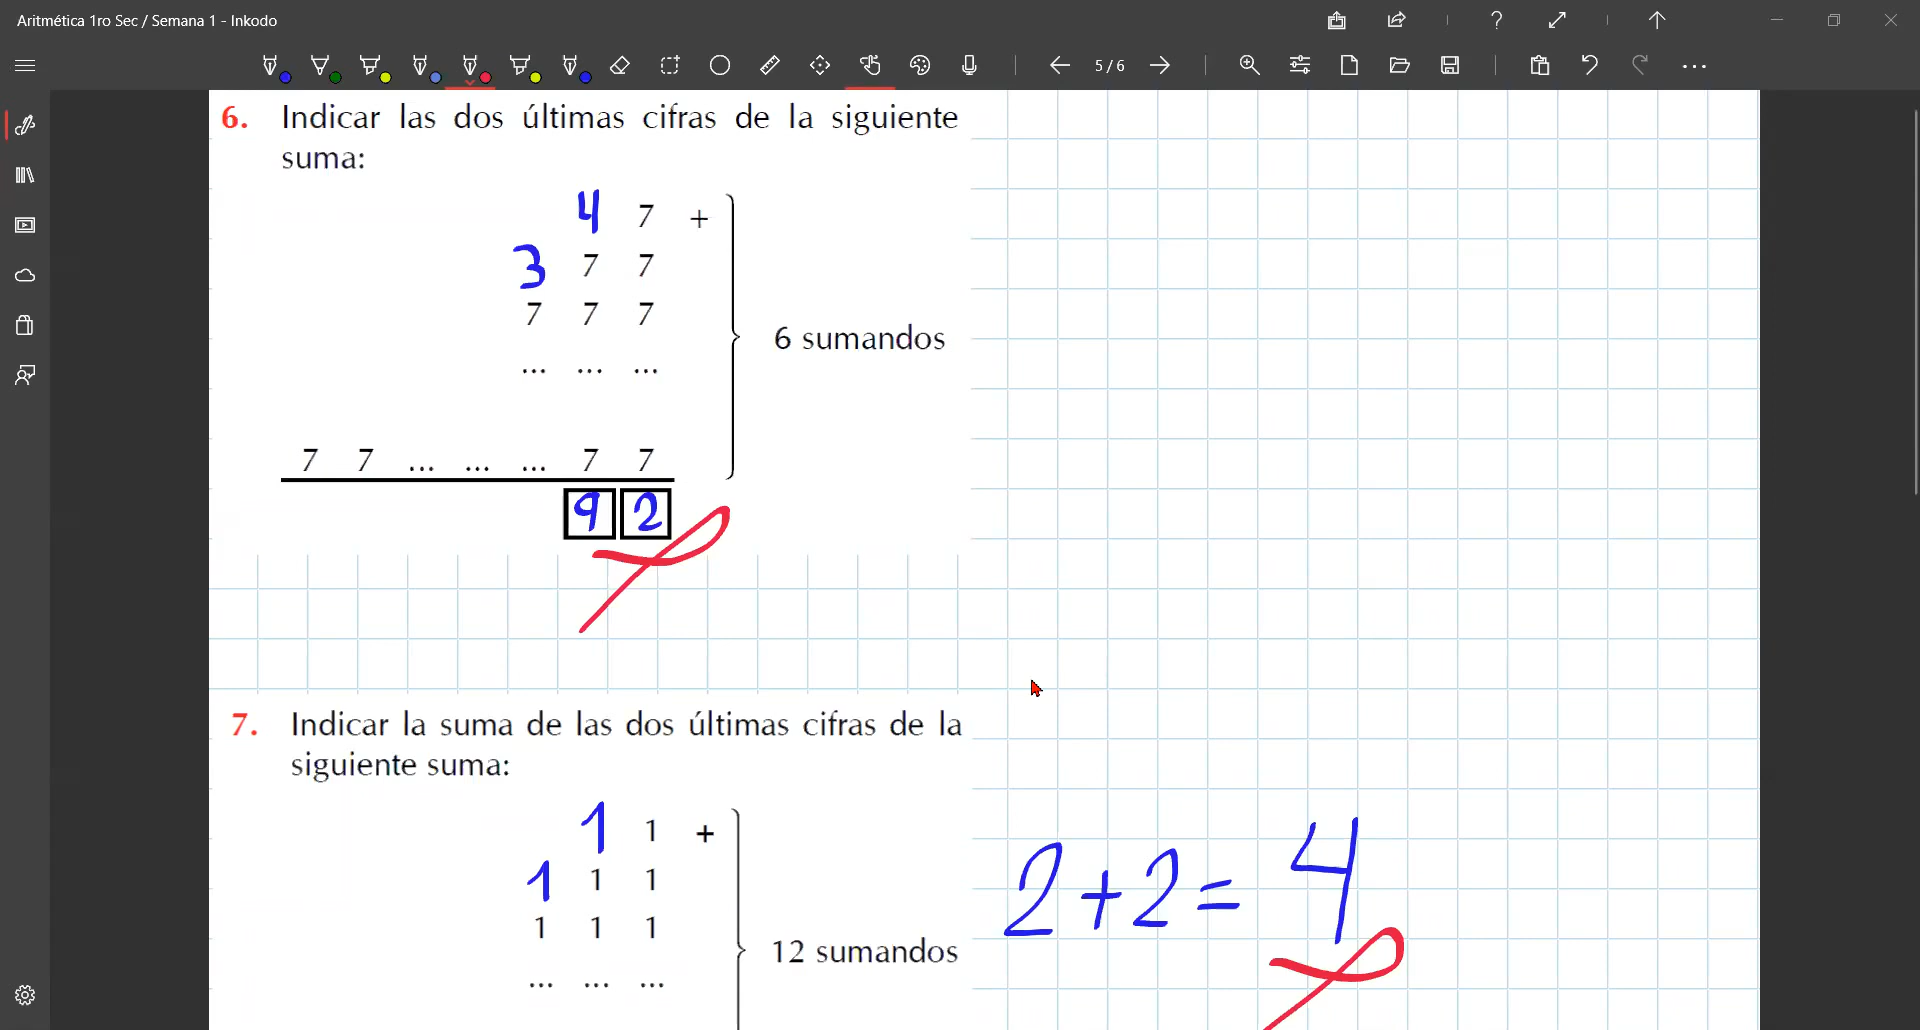 Aritmética 1ro Sec / Semana 1 - Inkodo
5 / 6
6. Indicar las dos últimas cifras de la siguiente
suma:
4 7 +
3 7 7
7 7 7
... ... ...
6 sumandos
7 7 ... ... ... 7 7
9 2
7. Indicar la suma de las dos últimas cifras de la
siguiente suma:
1 1 +
1 1 1
1 1 1
... ... ...
12 sumandos
2 + 2 = 4